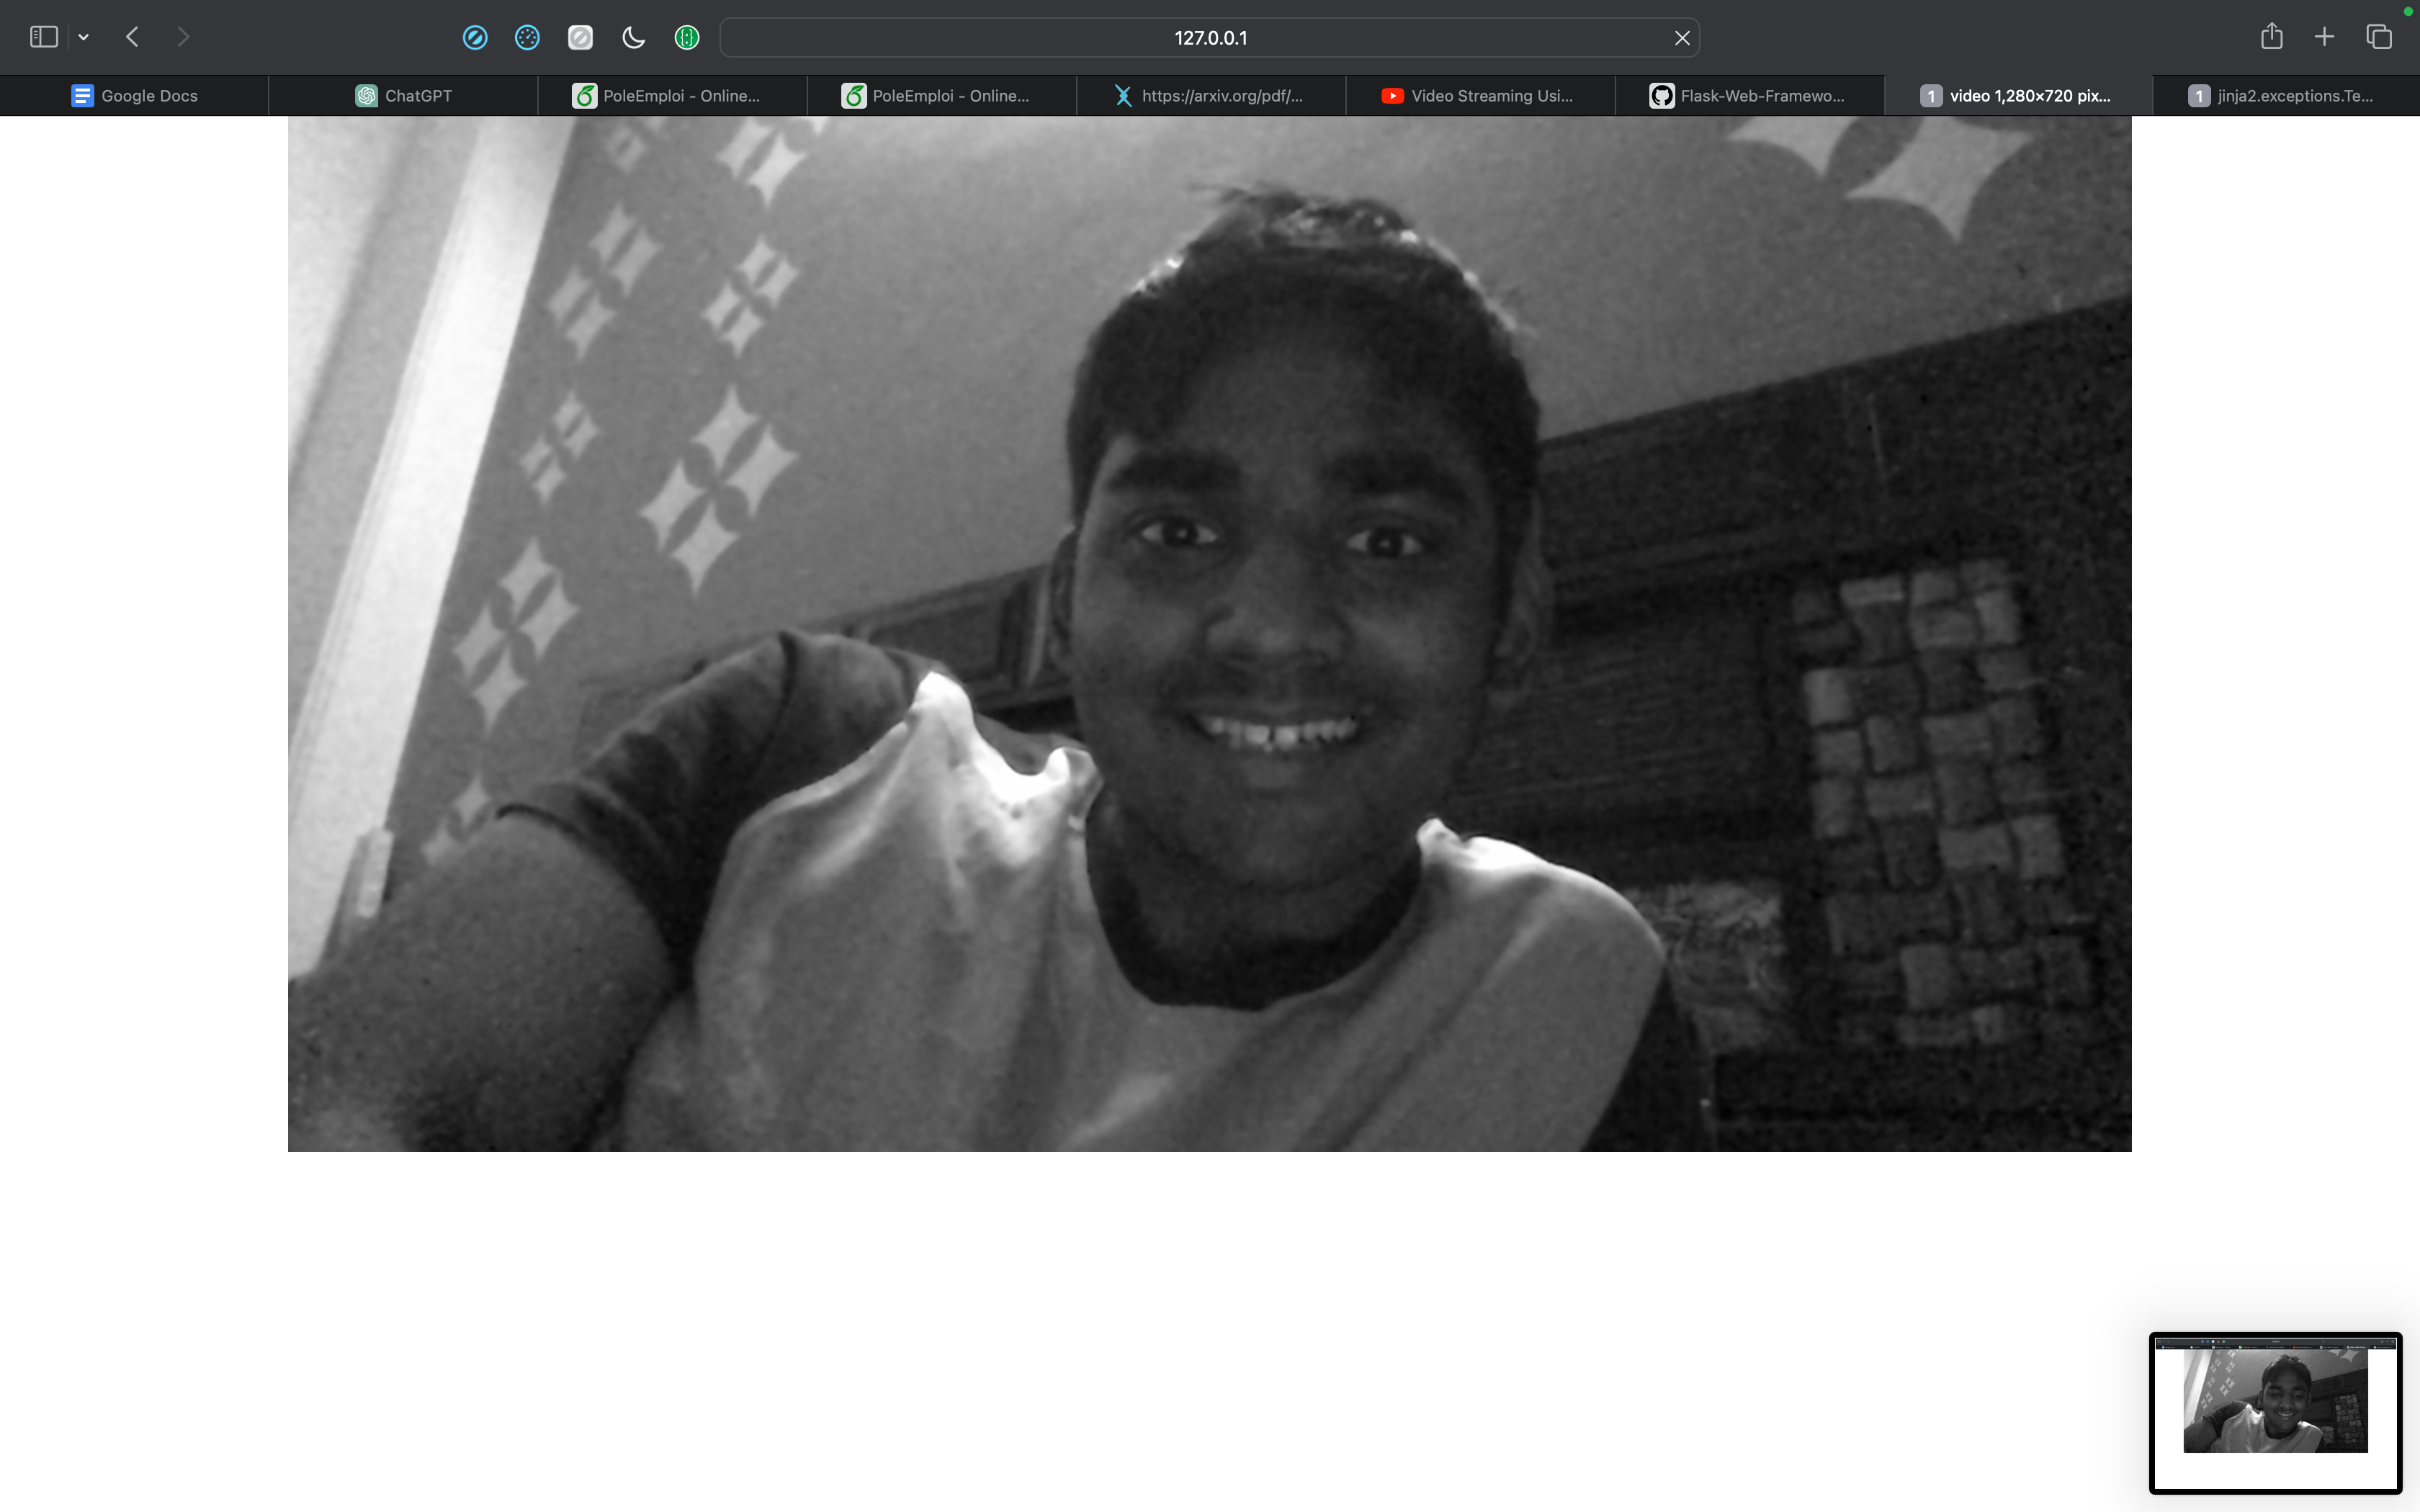 127.0.0.1
Google Docs
ChatGPT
PoleEmploi - Online...
PoleEmploi - Online...
https://arxiv.org/pdf/...
Video Streaming Usi...
Flask-Web-Framewo...
1 video 1,280×720 pix...
1 jinja2.exceptions.Te...